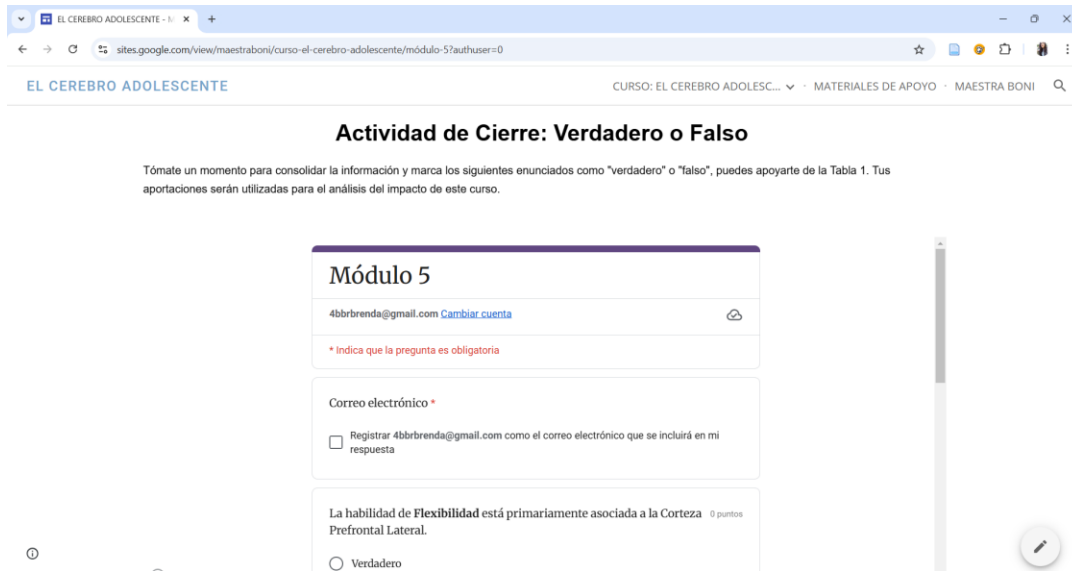 EL CEREBRO ADOLESCENTE - M
sites.google.com/view/maestraboni/curso-el-cerebro-adolescente/módulo-5?authuser=0
EL CEREBRO ADOLESCENTE
CURSO: EL CEREBRO ADOLESC... · MATERIALES DE APOYO · MAESTRA BONI
Actividad de Cierre: Verdadero o Falso
Tómate un momento para consolidar la información y marca los siguientes enunciados como "verdadero" o "falso", puedes apoyarte de la Tabla 1. Tus
aportaciones serán utilizadas para el análisis del impacto de este curso.
Módulo 5
4bbrbrenda@gmail.com Cambiar cuenta
* Indica que la pregunta es obligatoria
Correo electrónico *
Registrar 4bbrbrenda@gmail.com como el correo electrónico que se incluirá en mi
respuesta
La habilidad de Flexibilidad está primariamente asociada a la Corteza 0 puntos
Prefrontal Lateral.
Verdadero